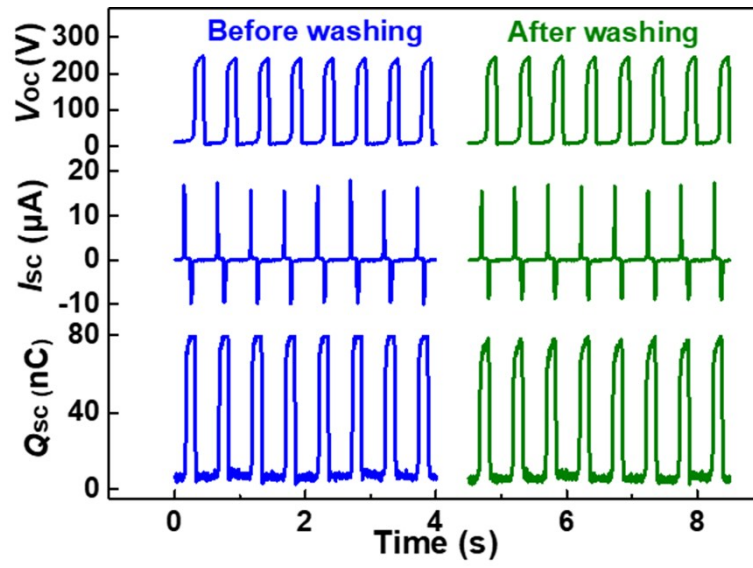 Before washing After washing
Voc (V)
300
200
100
0
Isc (μA)
20
10
0
-10
Qsc (nC)
80
40
0
0 2 4 6 8
Time (s)